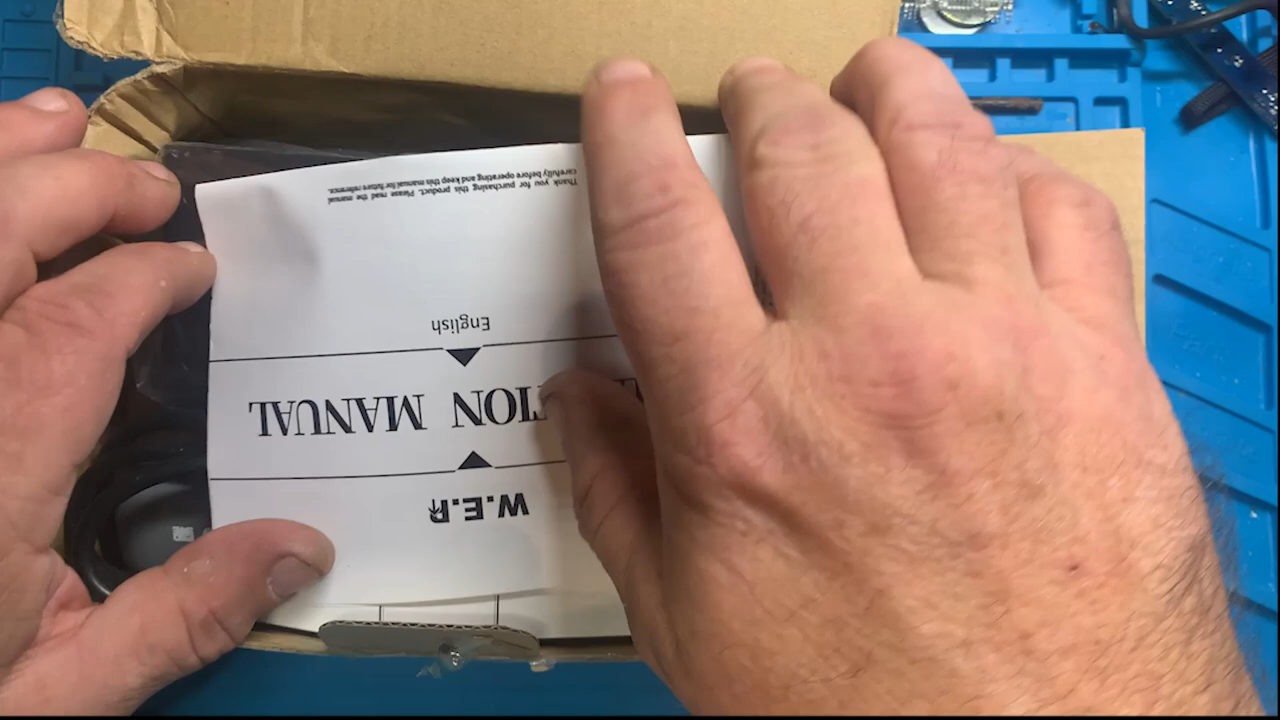 W.E.P
TION MANUAL
English
Thank you for purchasing this product. Please read the manual
carefully before operating and keep this manual for future reference.